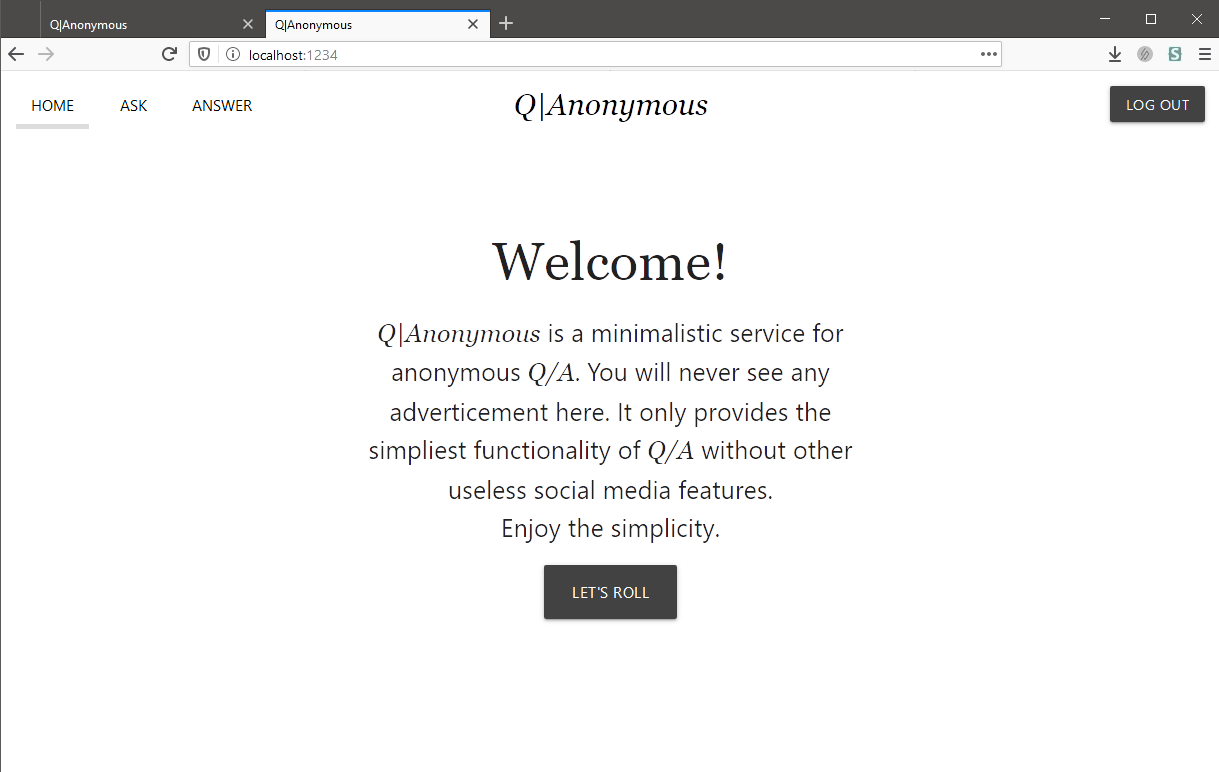 Q|Anonymous
Q|Anonymous
localhost:1234
HOME ASK ANSWER Q|Anonymous LOG OUT
Welcome!
Q|Anonymous is a minimalistic service for
anonymous Q/A. You will never see any
adverticement here. It only provides the
simpliest functionality of Q/A without other
useless social media features.
Enjoy the simplicity.
LET'S ROLL